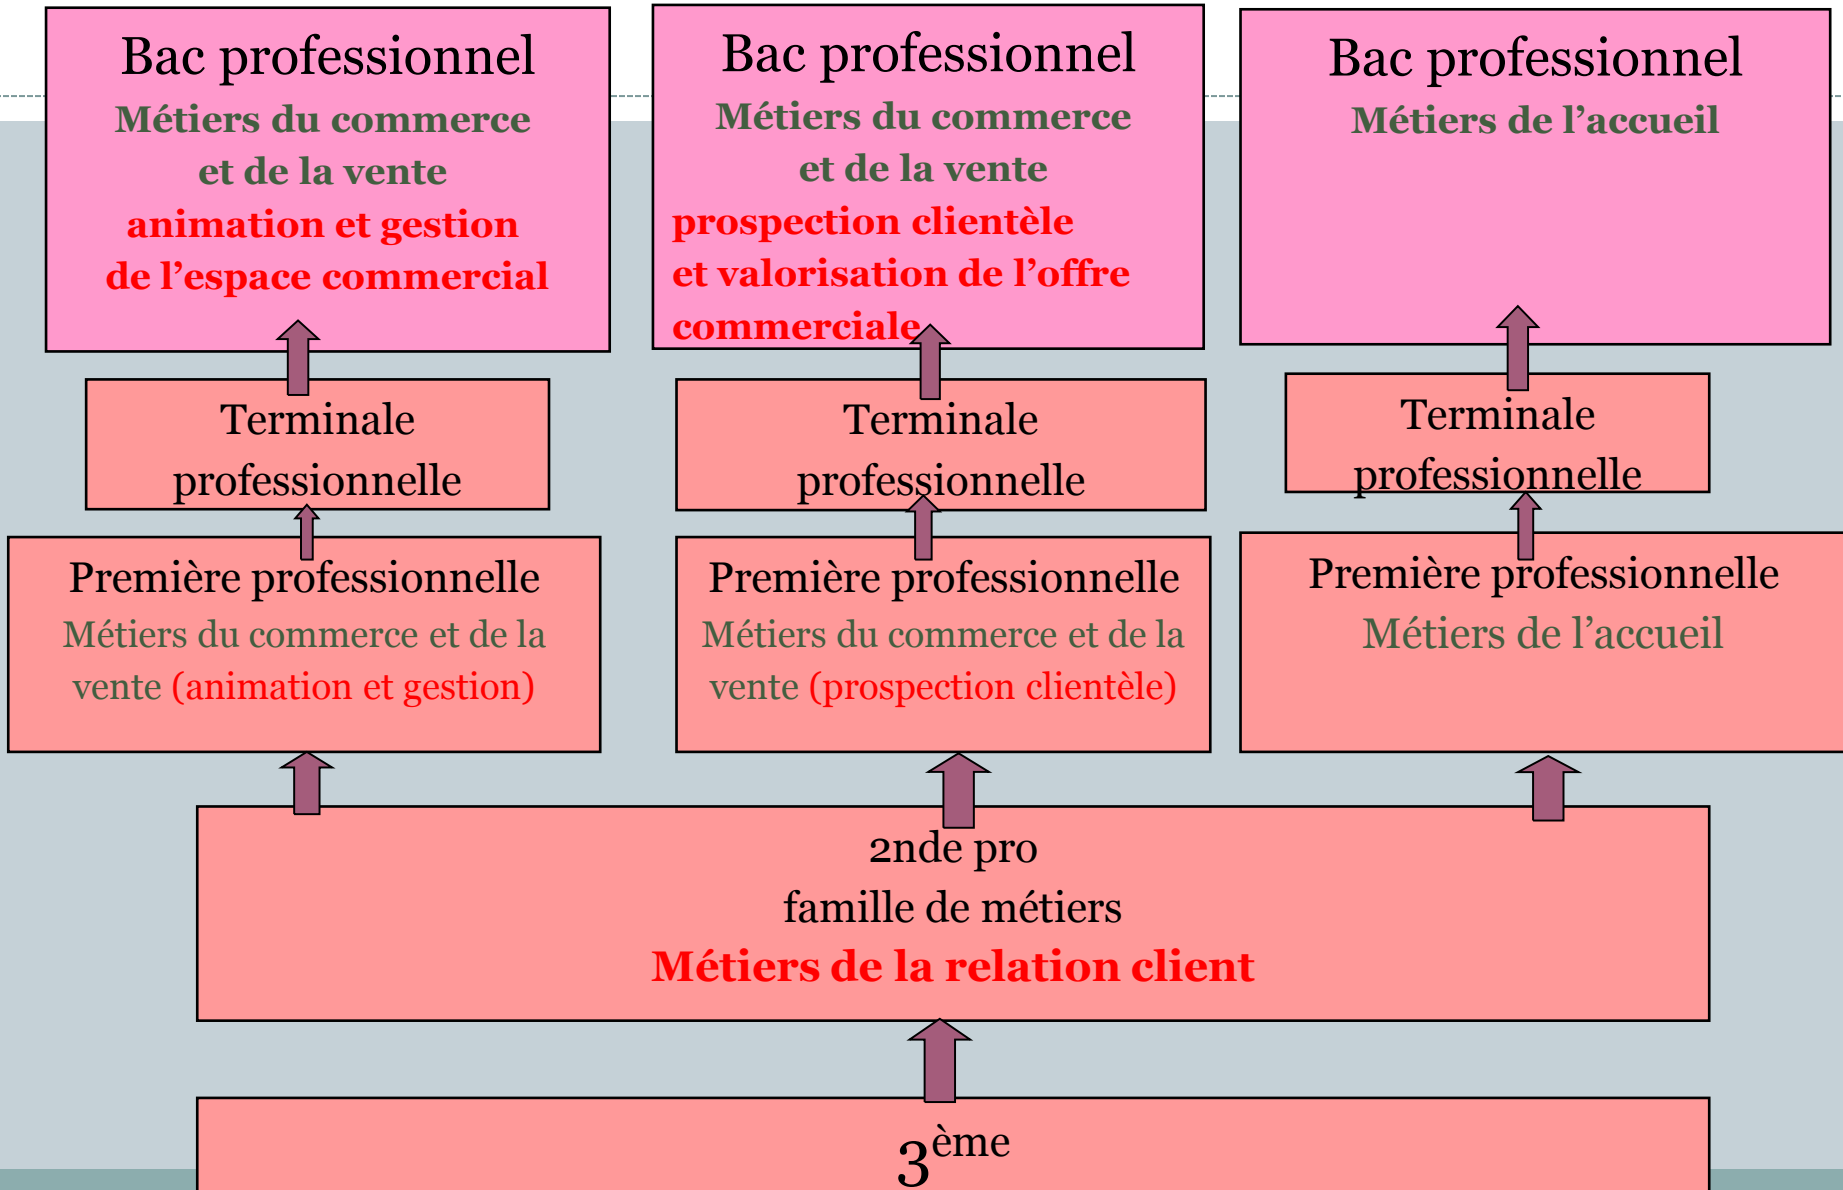 Bac professionnel
Métiers du commerce
et de la vente
animation et gestion
de l’espace commercial
Bac professionnel
Métiers du commerce
et de la vente
prospection clientèle
et valorisation de l’offre
commerciale
Bac professionnel
Métiers de l’accueil
Terminale
professionnelle
Terminale
professionnelle
Terminale
professionnelle
Première professionnelle
Métiers du commerce et de la
vente (animation et gestion)
Première professionnelle
Métiers du commerce et de la
vente (prospection clientèle)
Première professionnelle
Métiers de l’accueil
2nde pro
famille de métiers
Métiers de la relation client
3ème